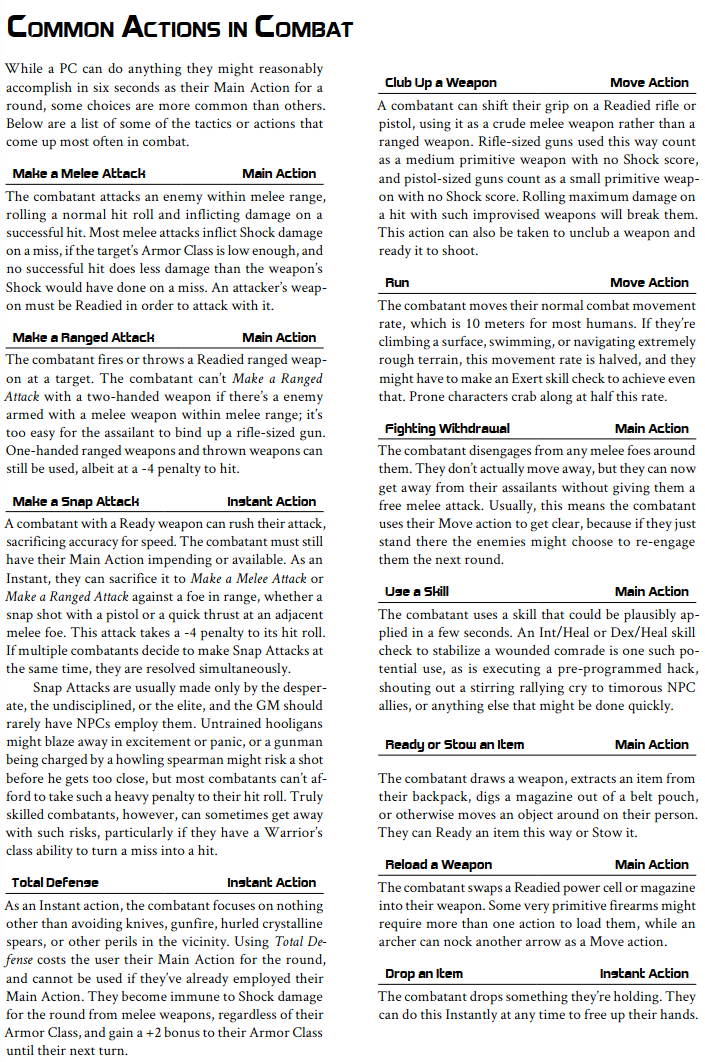 COMMON ACTIONS IN COMBAT
While a PC can do anything they might reasonably
accomplish in six seconds as their Main Action for a
round, some choices are more common than others.
Below are a list of some of the tactics or actions that
come up most often in combat.
Make a Melee Attack Main Action
The combatant attacks an enemy within melee range,
rolling a normal hit roll and inflicting damage on a
successful hit. Most melee attacks inflict Shock damage
on a miss, if the target's Armor Class is low enough, and
no successful hit does less damage than the weapon's
Shock would have done on a miss. An attacker's weap-
on must be Readied in order to attack with it.
Make a Ranged Attack Main Action
The combatant fires or throws a Readied ranged weap-
on at a target. The combatant can't Make a Ranged
Attack with a two-handed weapon if there's a enemy
armed with a melee weapon within melee range; it's
too easy for the assailant to bind up a rifle-sized gun.
One-handed ranged weapons and thrown weapons can
still be used, albeit at a -4 penalty to hit.
Make a Snap Attack Instant Action
A combatant with a Ready weapon can rush their attack,
sacrificing accuracy for speed. The combatant must still
have their Main Action impending or available. As an
Instant, they can sacrifice it to Make a Melee Attack or
Make a Ranged Attack against a foe in range, whether a
snap shot with a pistol or a quick thrust at an adjacent
melee foe. This attack takes a -4 penalty to its hit roll.
If multiple combatants decide to make Snap Attacks at
the same time, they are resolved simultaneously.
Snap Attacks are usually made only by the desper-
ate, the undisciplined, or the elite, and the GM should
rarely have NPCs employ them. Untrained hooligans
might blaze away in excitement or panic, or a gunman
being charged by a howling spearman might risk a shot
before he gets too close, but most combatants can't af-
ford to take such a heavy penalty to their hit roll. Truly
skilled combatants, however, can sometimes get away
with such risks, particularly if they have a Warrior's
class ability to turn a miss into a hit.
Total Defense Instant Action
As an Instant action, the combatant focuses on nothing
other than avoiding knives, gunfire, hurled crystalline
spears, or other perils in the vicinity. Using Total De-
fense costs the user their Main Action for the round,
and cannot be used if they've already employed their
Main Action. They become immune to Shock damage
for the round from melee weapons, regardless of their
Armor Class, and gain a +2 bonus to their Armor Class
until their next turn.
Club Up a Weapon Move Action
A combatant can shift their grip on a Readied rifle or
pistol, using it as a crude melee weapon rather than a
ranged weapon. Rifle-sized guns used this way count
as a medium primitive weapon with no Shock score,
and pistol-sized guns count as a small primitive weap-
on with no Shock score. Rolling maximum damage on
a hit with such improvised weapons will break them.
This action can also be taken to unclub a weapon and
ready it to shoot.
Run Move Action
The combatant moves their normal combat movement
rate, which is 10 meters for most humans. If they're
climbing a surface, swimming, or navigating extremely
rough terrain, this movement rate is halved, and they
might have to make an Exert skill check to achieve even
that. Prone characters crab along at half this rate.
Fighting Withdrawal Main Action
The combatant disengages from any melee foes around
them. They don't actually move away, but they can now
get away from their assailants without giving them a
free melee attack. Usually, this means the combatant
uses their Move action to get clear, because if they just
stand there the enemies might choose to re-engage
them the next round.
Use a Skill Main Action
The combatant uses a skill that could be plausibly ap-
plied in a few seconds. An Int/Heal or Dex/Heal skill
check to stabilize a wounded comrade is one such po-
tential use, as is executing a pre-programmed hack,
shouting out a stirring rallying cry to timorous NPC
allies, or anything else that might be done quickly.
Ready or Stow an Item Main Action
The combatant draws a weapon, extracts an item from
their backpack, digs a magazine out of a belt pouch,
or otherwise moves an object around on their person.
They can Ready an item this way or Stow it.
Reload a Weapon Main Action
The combatant swaps a Readied power cell or magazine
into their weapon. Some very primitive firearms might
require more than one action to load them, while an
archer can nock another arrow as a Move action.
Drop an Item Instant Action
The combatant drops something they're holding. They
can do this Instantly at any time to free up their hands.